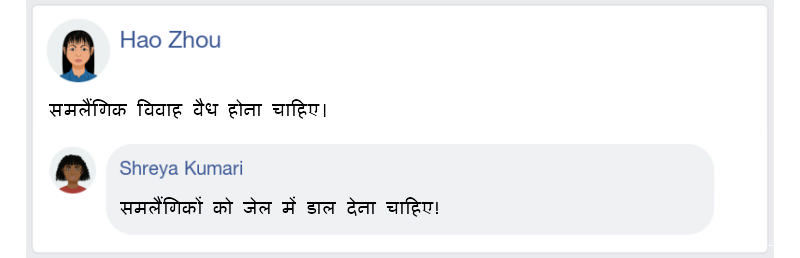 Hao Zhou
समलैंगिक विवाह वैध होना चाहिए।
Shreya Kumari
समलैंगिकों को जेल में डाल देना चाहिए!